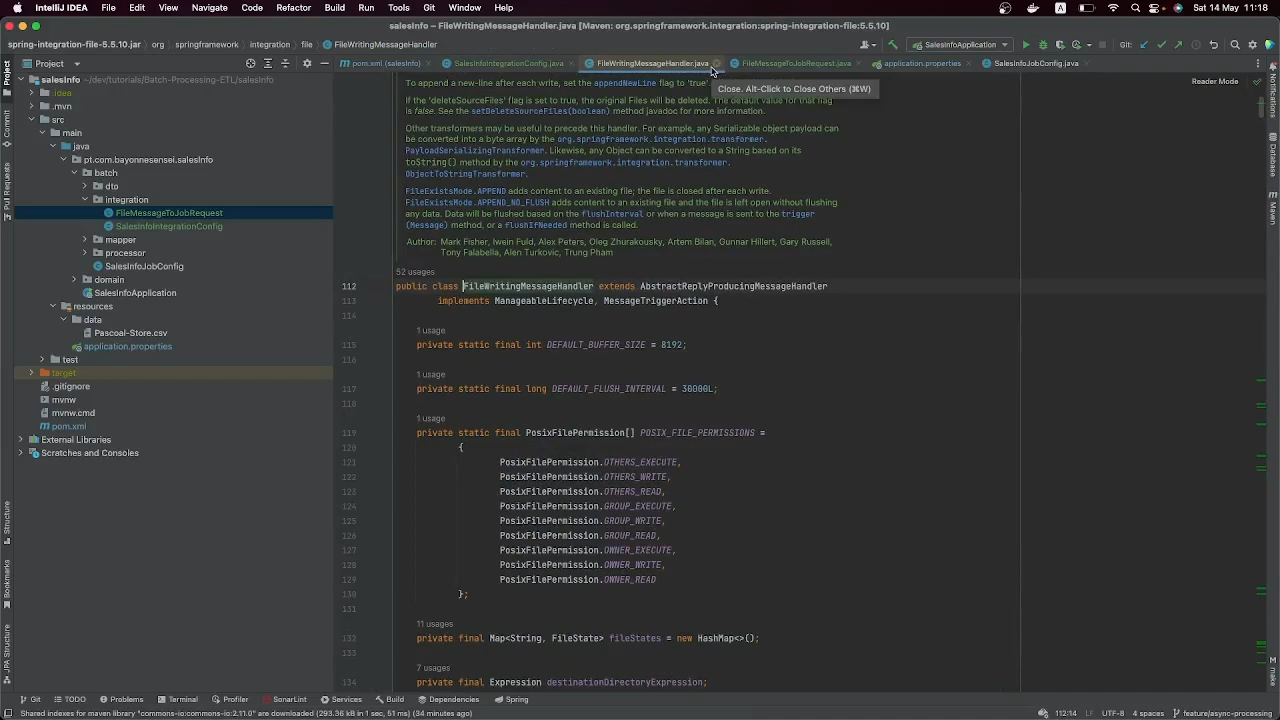 IntelliJ IDEA File Edit View Navigate Code Refactor Build Run Tools Git Window Help Sat 14 May 11:18
salesInfo – FileWritingMessageHandler.java [Maven: org.springframework.integration:spring-integration-file:5.5.10]
spring-integration-file-5.5.10.jar › org › springframework › integration › file › FileWritingMessageHandler SalesInfoApplication Git:
Project
pom.xml (salesInfo) SalesInfoIntegrationConfig.java FileWritingMessageHandler.java FileMessageToJobRequest.java application.properties SalesInfoJobConfig.java
Close. Alt-Click to Close Others (⌘W)
Reader Mode
Project
Commit
Pull Requests
Structure
Bookmarks
JPA Structure
Notifications
Database
Maven
make
salesInfo ~/dev/tutorials/Batch-Processing-ETL/salesInfo
.idea
.mvn
src
main
java
pt.com.bayonnesensei.salesInfo
batch
dto
integration
FileMessageToJobRequest
SalesInfoIntegrationConfig
mapper
processor
SalesInfoJobConfig
domain
SalesInfoApplication
resources
data
Pascoal-Store.csv
application.properties
test
target
.gitignore
mvnw
mvnw.cmd
pom.xml
External Libraries
Scratches and Consoles
To append a new-line after each write, set the appendNewLine flag to 'true'.
If the 'deleteSourceFiles' flag is set to true, the original Files will be deleted. The default value for that flag
is false. See the setDeleteSourceFiles(boolean) method javadoc for more information.
Other transformers may be useful to precede this handler. For example, any Serializable object payload
can be converted into a byte array by the org.springframework.integration.transformer.
PayloadSerializingTransformer. Likewise, any Object can be converted to a String based on its
toString() method by the org.springframework.integration.transformer.
ObjectToStringTransformer.
FileExistsMode.APPEND adds content to an existing file; the file is closed after each write.
FileExistsMode.APPEND_NO_FLUSH adds content to an existing file and the file is left open without flushing
any data. Data will be flushed based on the flushInterval or when a message is sent to the trigger
(Message) method, or a flushIfNeeded method is called.
Author: Mark Fisher, Iwein Fuld, Alex Peters, Oleg Zhurakousky, Artem Bilan, Gunnar Hillert, Gary Russell,
Tony Falabella, Alen Turkovic, Trung Pham
52 usages
112 public class FileWritingMessageHandler extends AbstractReplyProducingMessageHandler
113 implements ManageableLifecycle, MessageTriggerAction {
114
1 usage
115 private static final int DEFAULT_BUFFER_SIZE = 8192;
116
1 usage
117 private static final long DEFAULT_FLUSH_INTERVAL = 30000L;
118
1 usage
119 private static final PosixFilePermission[] POSIX_FILE_PERMISSIONS =
120 {
121 PosixFilePermission.OTHERS_EXECUTE,
122 PosixFilePermission.OTHERS_WRITE,
123 PosixFilePermission.OTHERS_READ,
124 PosixFilePermission.GROUP_EXECUTE,
125 PosixFilePermission.GROUP_WRITE,
126 PosixFilePermission.GROUP_READ,
127 PosixFilePermission.OWNER_EXECUTE,
128 PosixFilePermission.OWNER_WRITE,
129 PosixFilePermission.OWNER_READ
130 };
131
11 usages
132 private final Map<String, FileState> fileStates = new HashMap<>();
133
7 usages
134 private final Expression destinationDirectoryExpression;
Git TODO Problems Terminal Profiler SonarLint Services Build Dependencies Spring
Shared indexes for maven library "commons-io:commons-io:2.11.0" are downloaded (293.36 kB in 1 sec, 51 ms) (34 minutes ago) 112:14 LF UTF-8 4 spaces feature/async-processing